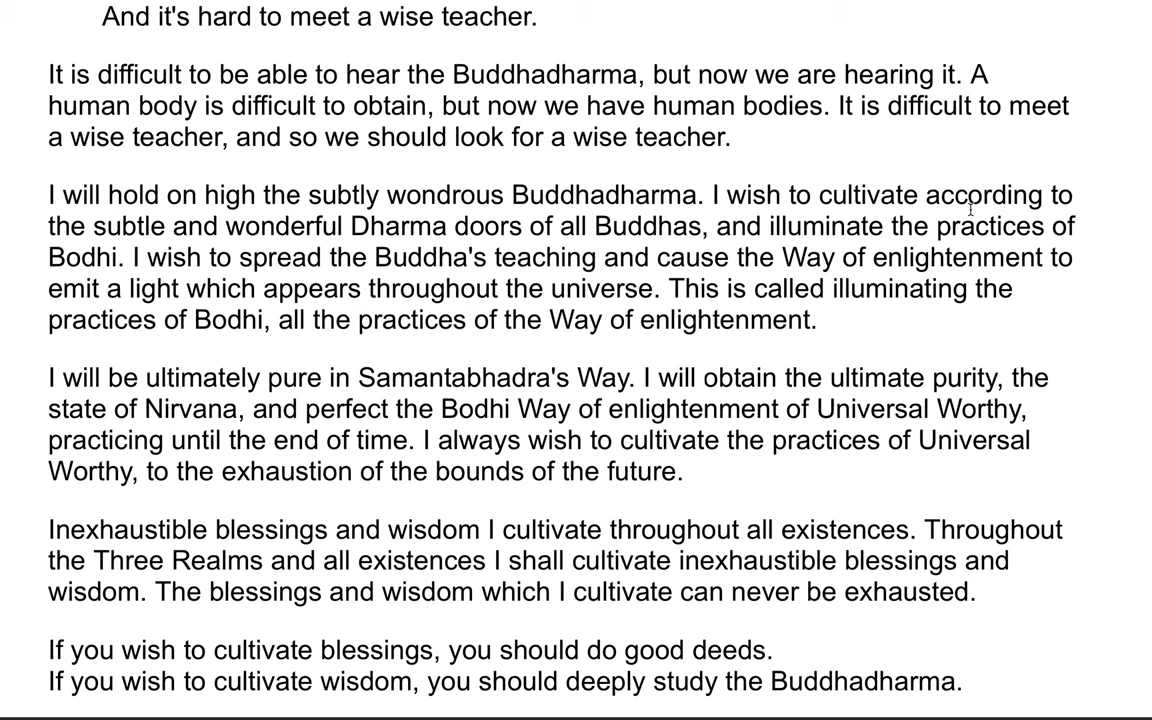 And it's hard to meet a wise teacher.
It is difficult to be able to hear the Buddhadharma, but now we are hearing it. A
human body is difficult to obtain, but now we have human bodies. It is difficult to meet
a wise teacher, and so we should look for a wise teacher.
I will hold on high the subtly wondrous Buddhadharma. I wish to cultivate according to
the subtle and wonderful Dharma doors of all Buddhas, and illuminate the practices of
Bodhi. I wish to spread the Buddha's teaching and cause the Way of enlightenment to
emit a light which appears throughout the universe. This is called illuminating the
practices of Bodhi, all the practices of the Way of enlightenment.
I will be ultimately pure in Samantabhadra's Way. I will obtain the ultimate purity, the
state of Nirvana, and perfect the Bodhi Way of enlightenment of Universal Worthy,
practicing until the end of time. I always wish to cultivate the practices of Universal
Worthy, to the exhaustion of the bounds of the future.
Inexhaustible blessings and wisdom I cultivate throughout all existences. Throughout
the Three Realms and all existences I shall cultivate inexhaustible blessings and
wisdom. The blessings and wisdom which I cultivate can never be exhausted.
If you wish to cultivate blessings, you should do good deeds.
If you wish to cultivate wisdom, you should deeply study the Buddhadharma.